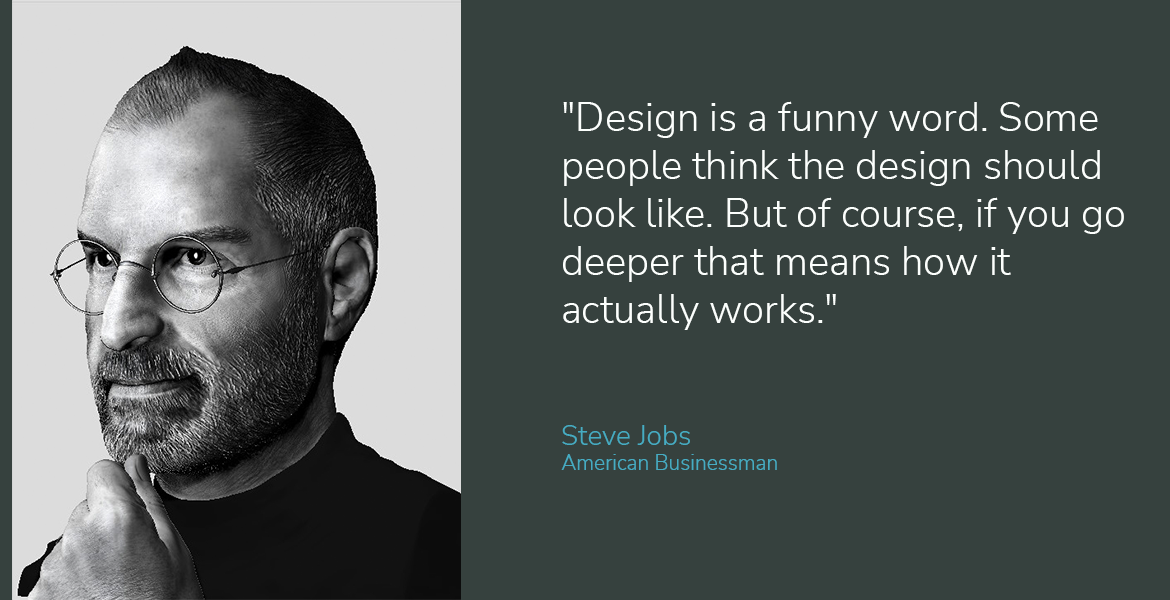 "Design is a funny word. Some
people think the design should
look like. But of course, if you go
deeper that means how it
actually works."
Steve Jobs
American Businessman